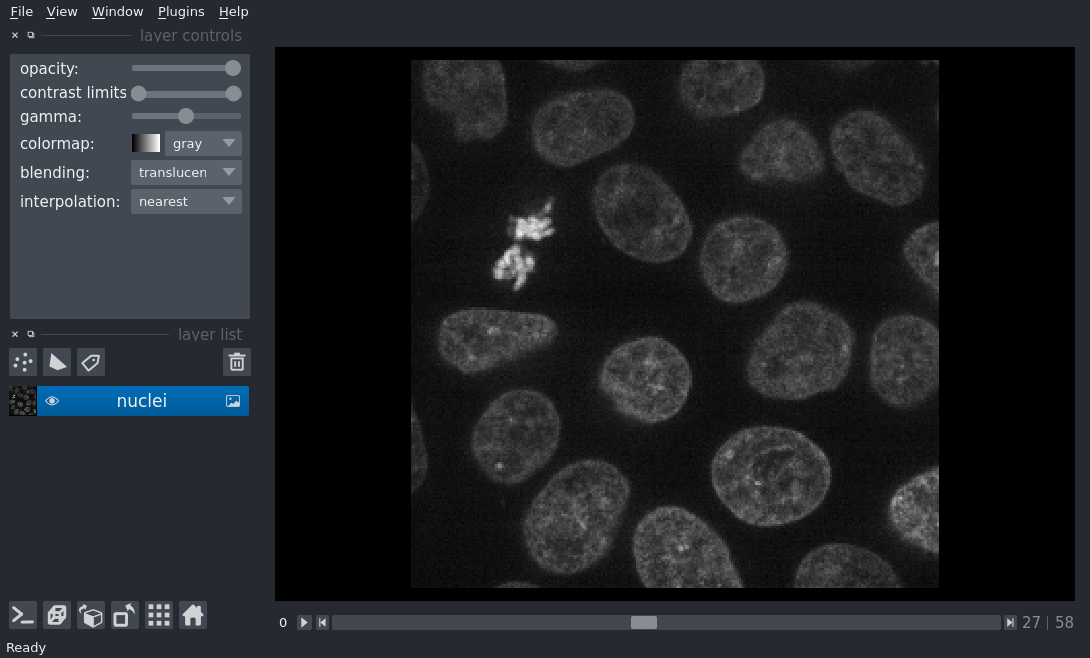 File View Window Plugins Help
layer controls
opacity:
contrast limits
gamma:
colormap: gray
blending: translucen
interpolation: nearest
layer list
nuclei
0 27 | 58
Ready